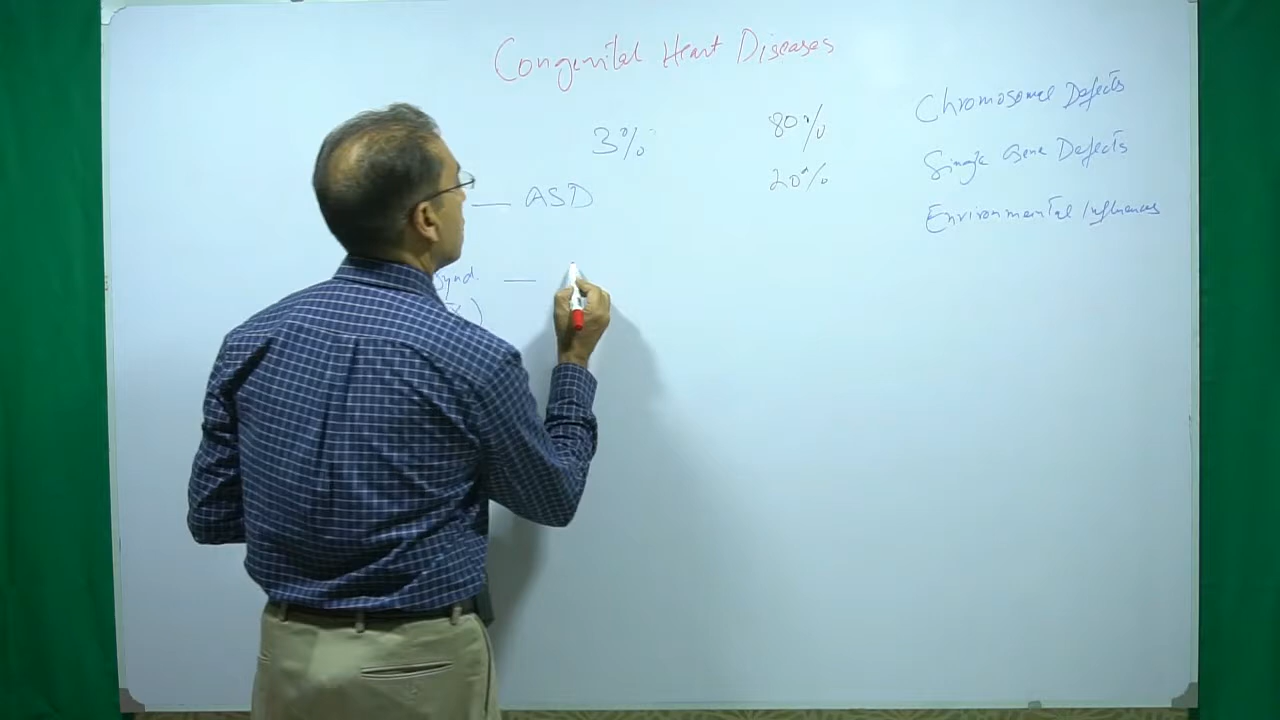 Congenital Heart Diseases
3%
80%
20%
— ASD
Synd. —
Chromosomal Defects
Single Gene Defects
Environmental Influences